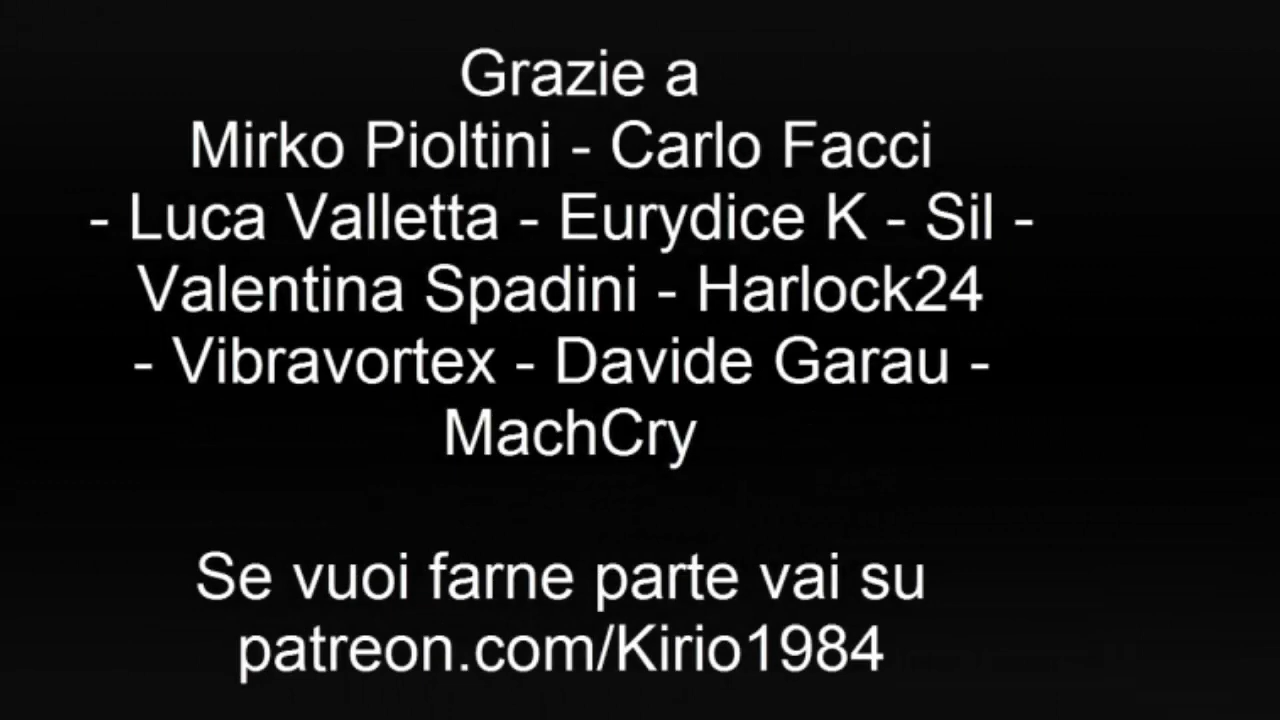 Grazie a
Mirko Pioltini - Carlo Facci
- Luca Valletta - Eurydice K - Sil -
Valentina Spadini - Harlock24
- Vibravortex - Davide Garau -
MachCry
Se vuoi farne parte vai su
patreon.com/Kirio1984